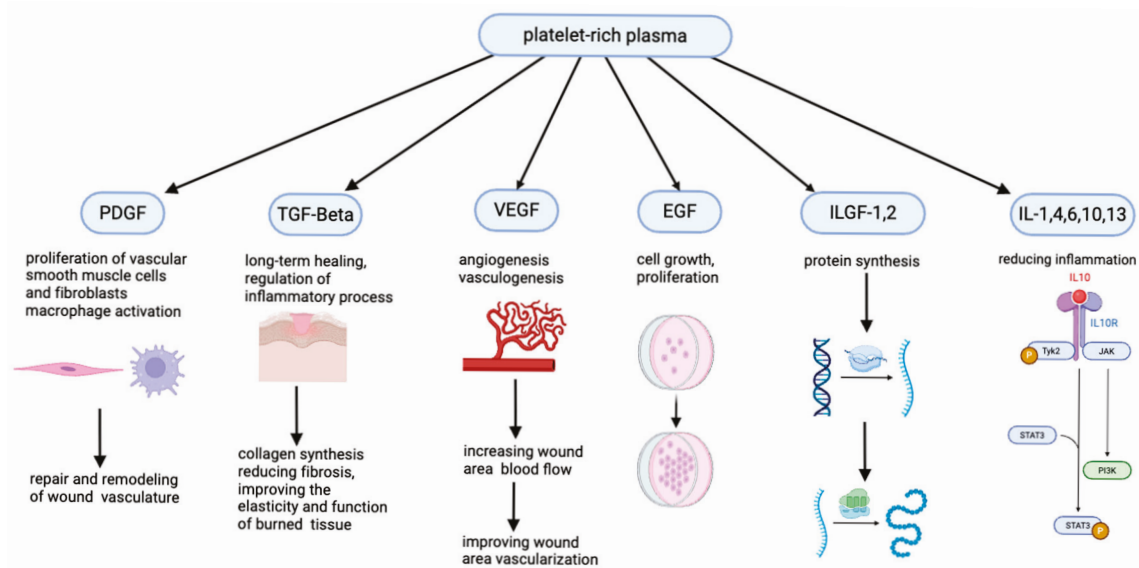 platelet-rich plasma
PDGF
proliferation of vascular
smooth muscle cells
and fibroblasts
macrophage activation
repair and remodeling
of wound vasculature
TGF-Beta
long-term healing,
regulation of
inflammatory process
collagen synthesis
reducing fibrosis,
improving the
elasticity and function
of burned tissue
VEGF
angiogenesis
vasculogenesis
increasing wound
area blood flow
improving wound
area vascularization
EGF
cell growth,
proliferation
ILGF-1,2
protein synthesis
IL-1,4,6,10,13
reducing inflammation
IL10
IL10R
P
Tyk2
JAK
STAT3
PI3K
STAT3
P